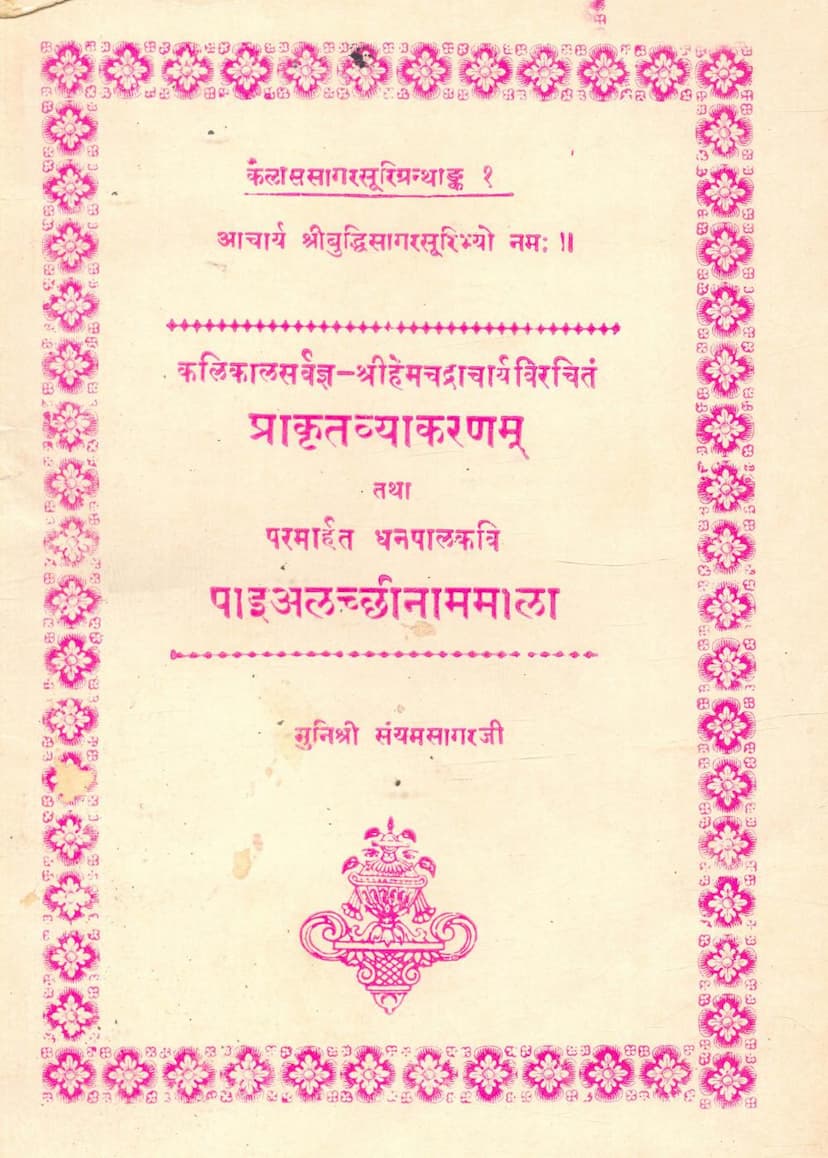 कैलाससागरसूरिग्रन्थाङ्क १
आचार्य श्रीबुद्धिसागरसूरिभ्यो नमः ॥
कलिकालसर्वज्ञ-श्रीहेमचद्राचार्यविरचितं
प्राकृतव्याकरणम्
तथा
परमार्हत धनपालकवि
पाइअलच्छीनाममाला
मुनिश्री संयमसागरजी